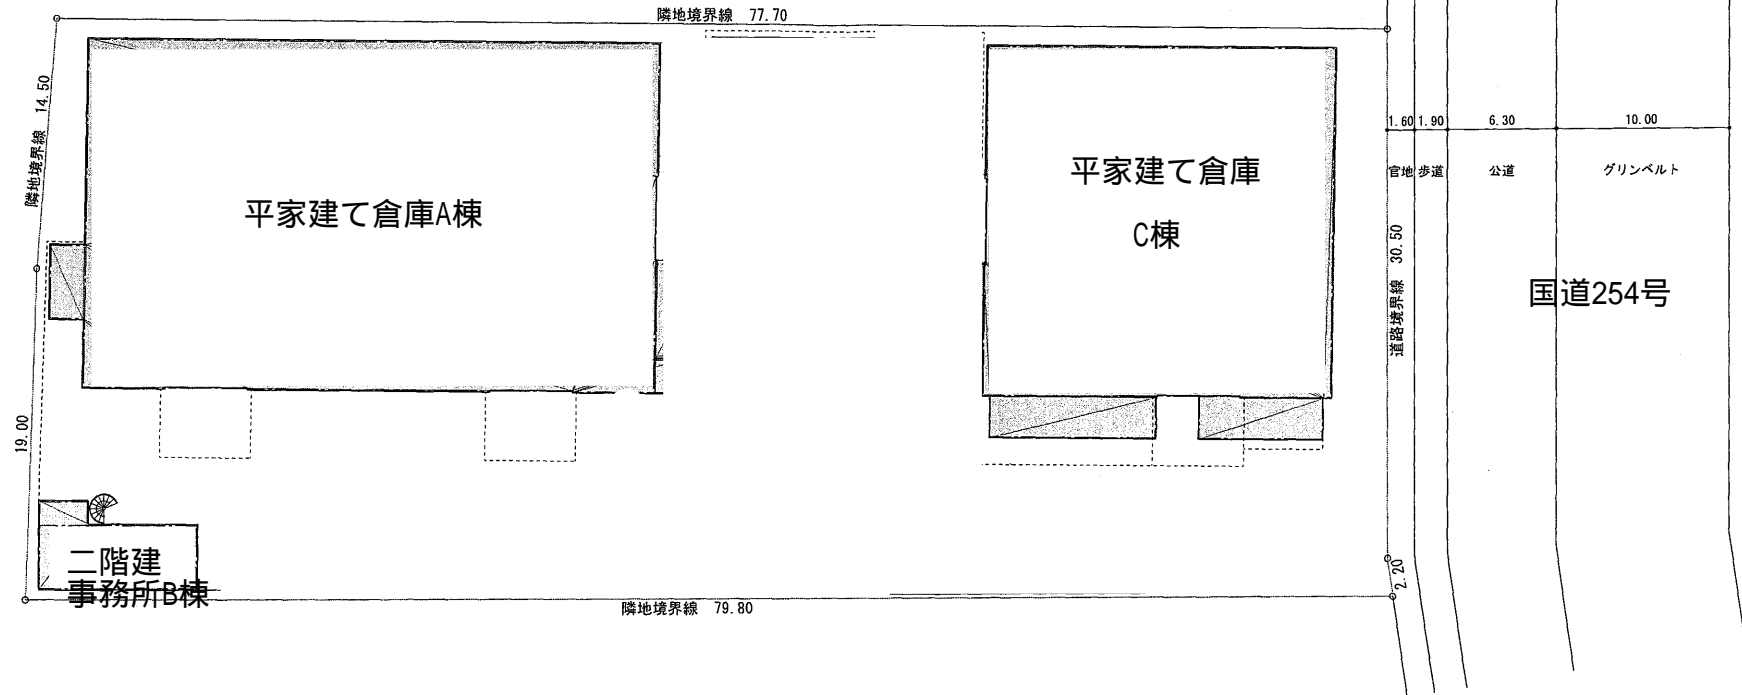 隣地境界線 77.70
隣地境界線 14.50
1.60 1.90 6.30 10.00
官地 歩道 公道 グリンベルト
平家建て倉庫A棟
平家建て倉庫
C棟
道路境界線 30.50
国道254号
19.00
二階建
事務所B棟
2.20
隣地境界線 79.80